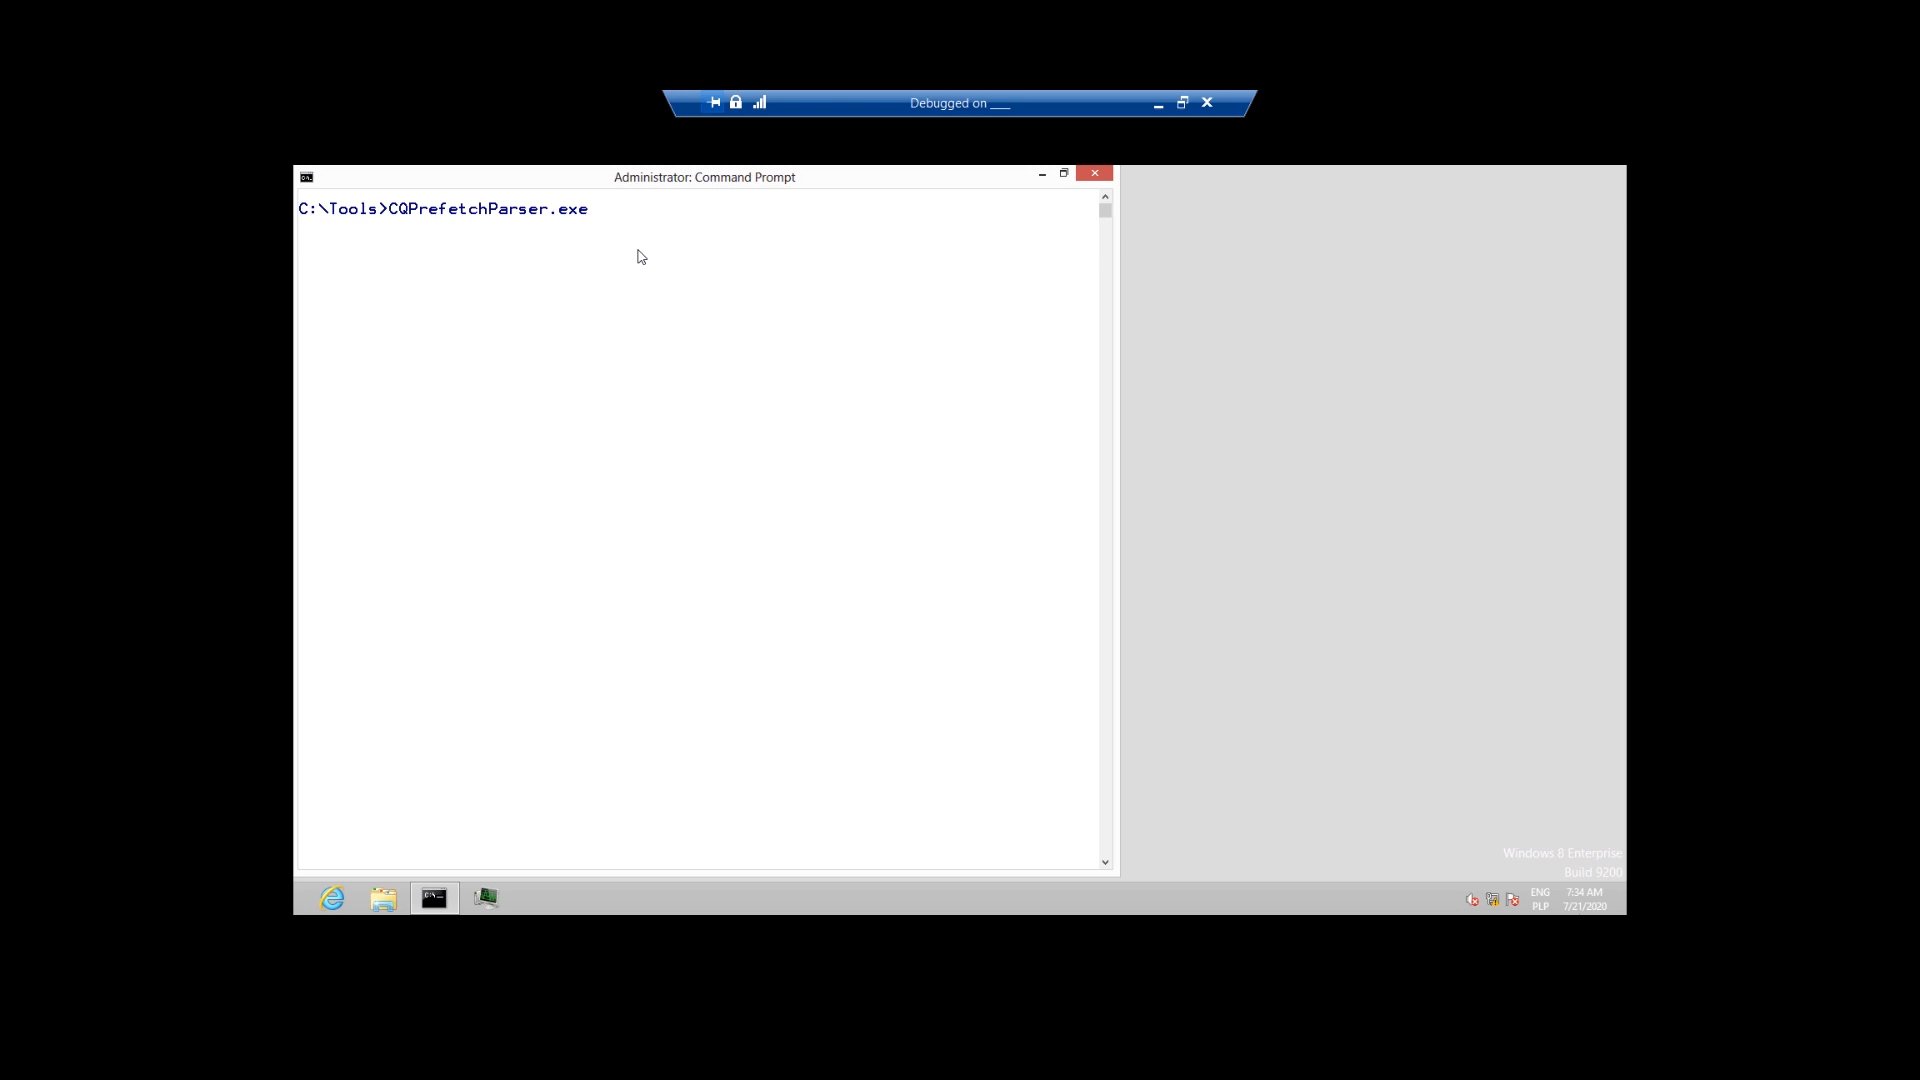 Debugged on ___
Administrator: Command Prompt
C:\Tools>CQPrefetchParser.exe
Windows 8 Enterprise
Build 9200
ENG
7:34 AM
PLP
7/21/2020